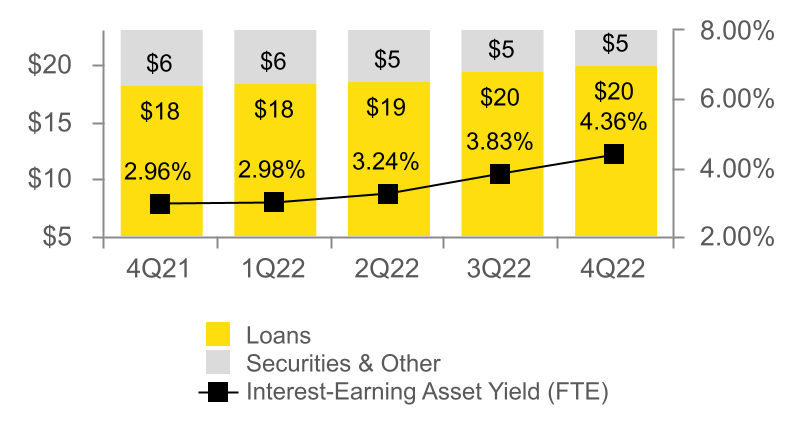 8.00%
$6 $6 $5 $5 $5
$20
$18 $18 $19 $20 $20
6.00%
$15
2.96% 2.98% 3.24% 3.83% 4.36%
$10
4.00%
$5
2.00%
4Q21 1Q22 2Q22 3Q22 4Q22
Loans
Securities & Other
Interest-Earning Asset Yield (FTE)